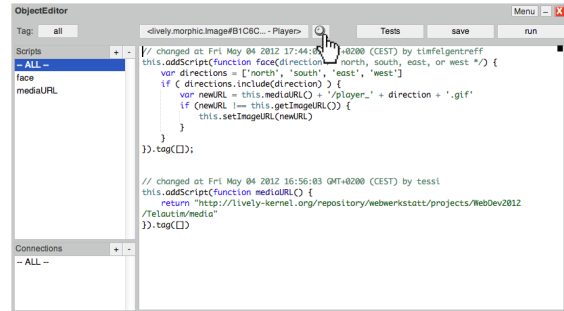 ObjectEditor
Menu – X
Tag: all <lively.morphic.Image#B1C6C... - Player> Tests save run
Scripts + -
-- ALL --
face
mediaURL
// changed at Fri May 04 2012 17:44: +0200 (CEST) by timfelgentreff
this.addScript(function face(direction north, south, east, or west */) {
var directions = ['north', 'south', 'east', 'west']
if ( directions.include(direction) ) {
var newURL = this.mediaURL() + '/player_' + direction + '.gif'
if (newURL !== this.getImageURL()) {
this.setImageURL(newURL)
}
}
}).tag([]);
// changed at Fri May 04 2012 16:56:03 GMT+0200 (CEST) by tessi
this.addScript(function mediaURL() {
return "http://lively-kernel.org/repository/webwerkstatt/projects/WebDev2012
/Telautim/media"
}).tag([])
Connections + -
-- ALL --